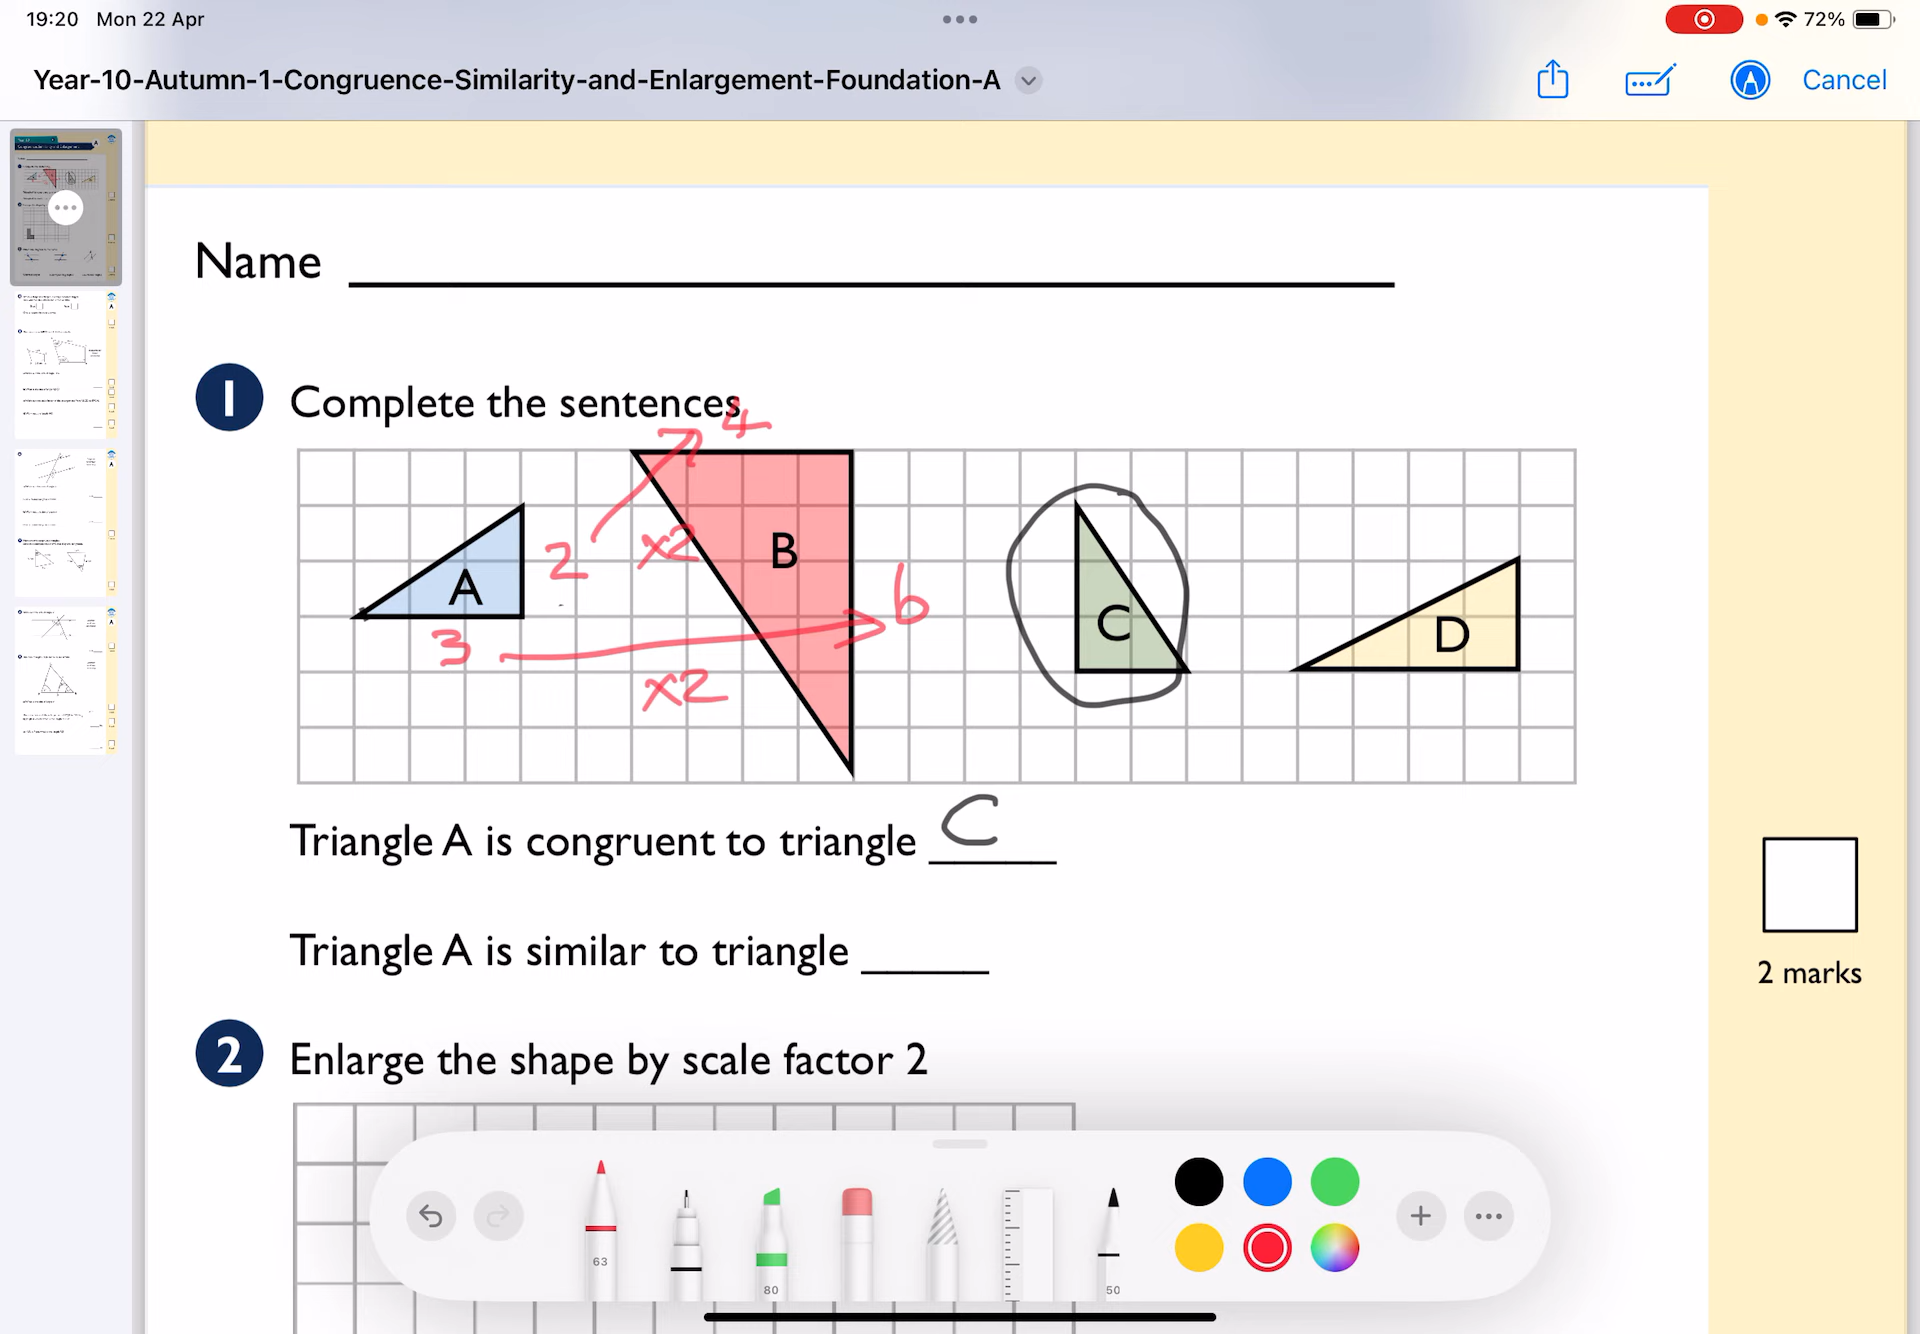 19:20 Mon 22 Apr
72%
Year-10-Autumn-1-Congruence-Similarity-and-Enlargement-Foundation-A
Cancel
Name
1 Complete the sentences.
4
A
2
x2
B
3
x2
6
C
D
Triangle A is congruent to triangle C
Triangle A is similar to triangle
2 marks
2 Enlarge the shape by scale factor 2
63
80
50